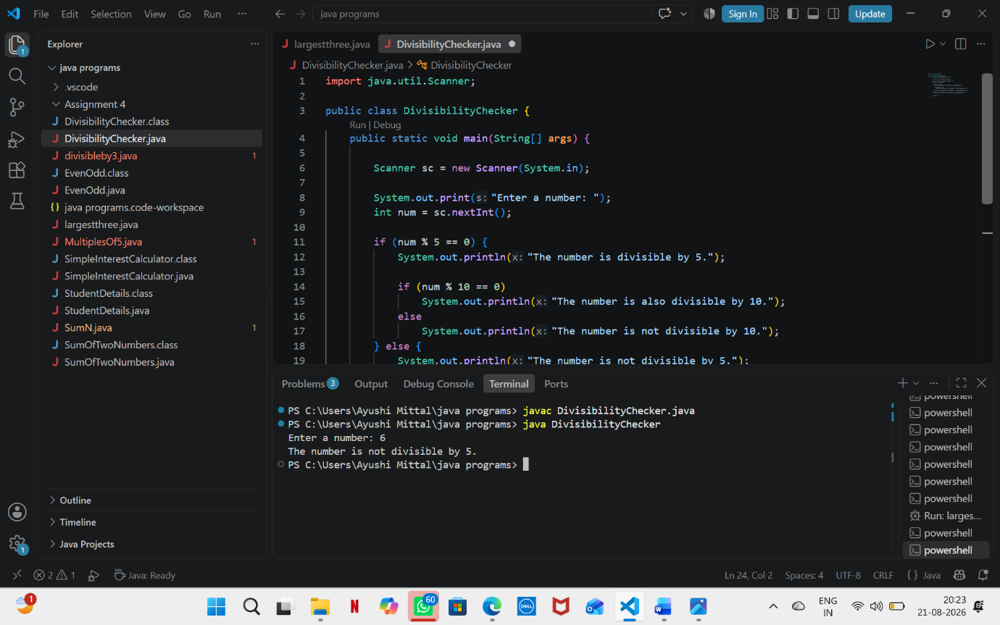 File Edit Selection View Go Run ··· java programs Sign In Update
Explorer ···
java programs
.vscode
Assignment 4
J DivisibilityChecker.class
J DivisibilityChecker.java
J divisibleby3.java 1
J EvenOdd.class
J EvenOdd.java
{} java programs.code-workspace
J largestthree.java
J MultiplesOf5.java 1
J SimpleInterestCalculator.class
J SimpleInterestCalculator.java
J StudentDetails.class
J StudentDetails.java
J SumN.java 1
J SumOfTwoNumbers.class
J SumOfTwoNumbers.java
Outline
Timeline
Java Projects
1
1
J largestthree.java J DivisibilityChecker.java
J DivisibilityChecker.java > DivisibilityChecker
1 import java.util.Scanner;
2
3 public class DivisibilityChecker {
Run | Debug
4 public static void main(String[] args) {
5
6 Scanner sc = new Scanner(System.in);
7
8 System.out.print(s: "Enter a number: ");
9 int num = sc.nextInt();
10
11 if (num % 5 == 0) {
12 System.out.println(x: "The number is divisible by 5.");
13
14 if (num % 10 == 0)
15 System.out.println(x: "The number is also divisible by 10.");
16 else
17 System.out.println(x: "The number is not divisible by 10.");
18 } else {
19 System.out.println(x: "The number is not divisible by 5.");
Problems 3 Output Debug Console Terminal Ports
PS C:\Users\Ayushi Mittal\java programs> javac DivisibilityChecker.java
PS C:\Users\Ayushi Mittal\java programs> java DivisibilityChecker
Enter a number: 6
The number is not divisible by 5.
PS C:\Users\Ayushi Mittal\java programs>
powershell
powershell
powershell
powershell
powershell
powershell
powershell
Run: larges...
powershell
powershell
2 1 Java: Ready Ln 24, Col 2 Spaces: 4 UTF-8 CRLF {} Java
1 N 60 DELL W ENG 20:23
IN 21-08-2026